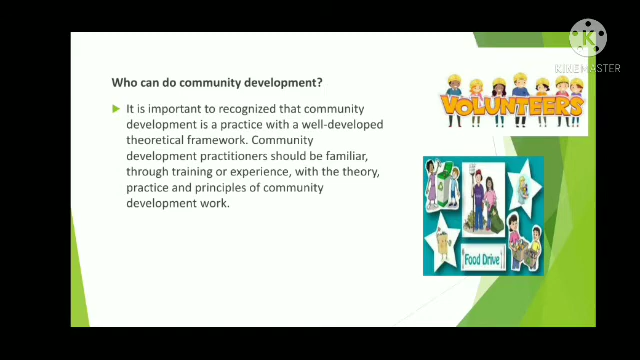 KINEMASTER
Who can do community development?
It is important to recognized that community
development is a practice with a well-developed
theoretical framework. Community
development practitioners should be familiar,
through training or experience, with the theory,
practice and principles of community
development work.
VOLUNTEERS
Food Drive